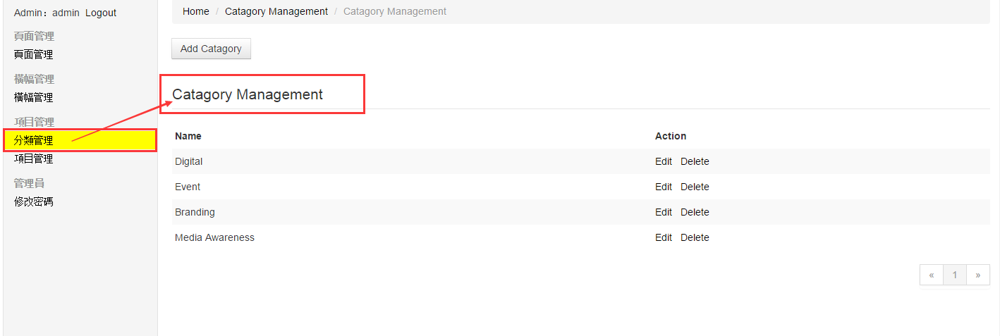 Admin：admin Logout
頁面管理
頁面管理
橫幅管理
橫幅管理
項目管理
分類管理
項目管理
管理員
修改密碼
Home / Catagory Management / Catagory Management
Add Catagory
Catagory Management
Name Action
Digital Edit Delete
Event Edit Delete
Branding Edit Delete
Media Awareness Edit Delete
« 1 »